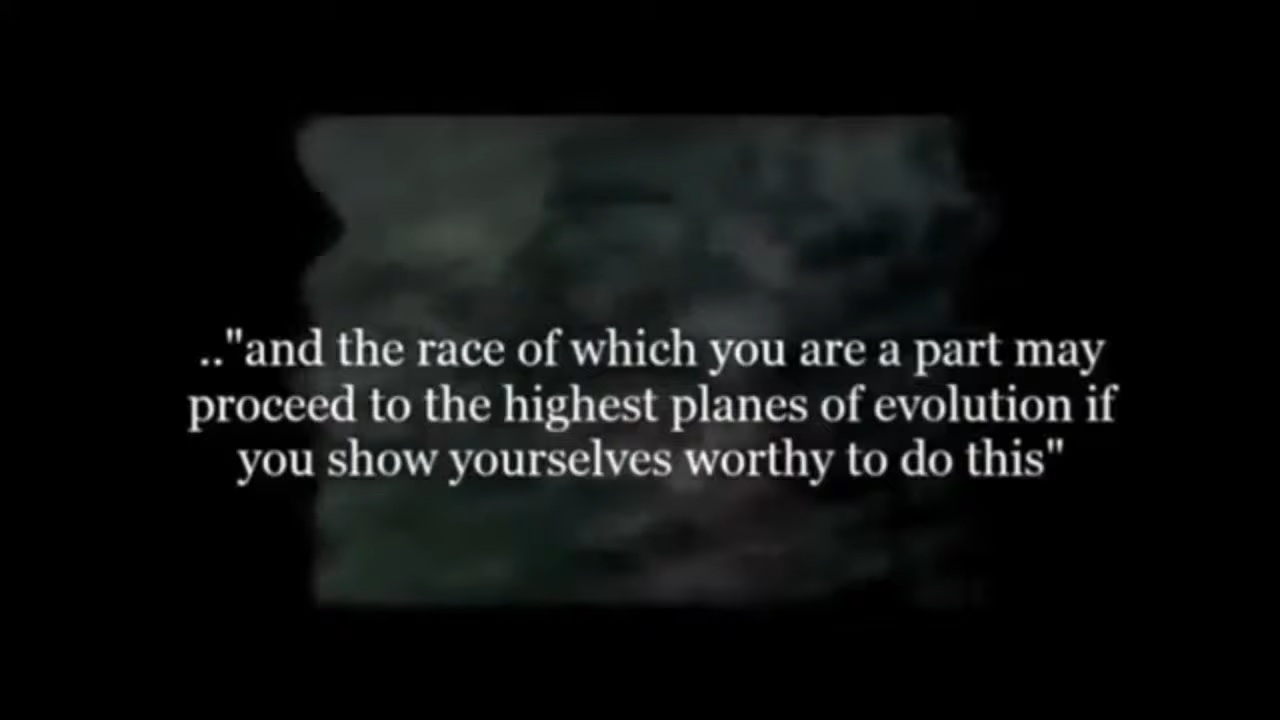 .."and the race of which you are a part may
proceed to the highest planes of evolution if
you show yourselves worthy to do this"